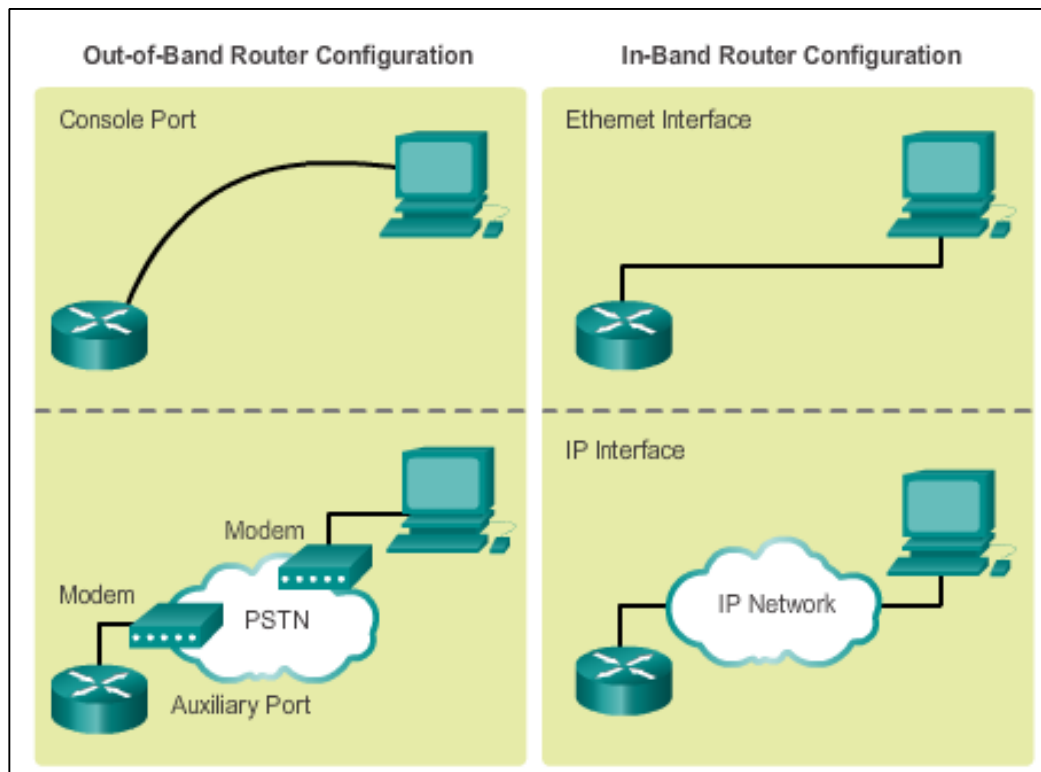 Out-of-Band Router Configuration
In-Band Router Configuration
Console Port
Ethemet Interface
Modem
Modem
PSTN
Auxiliary Port
IP Interface
IP Network